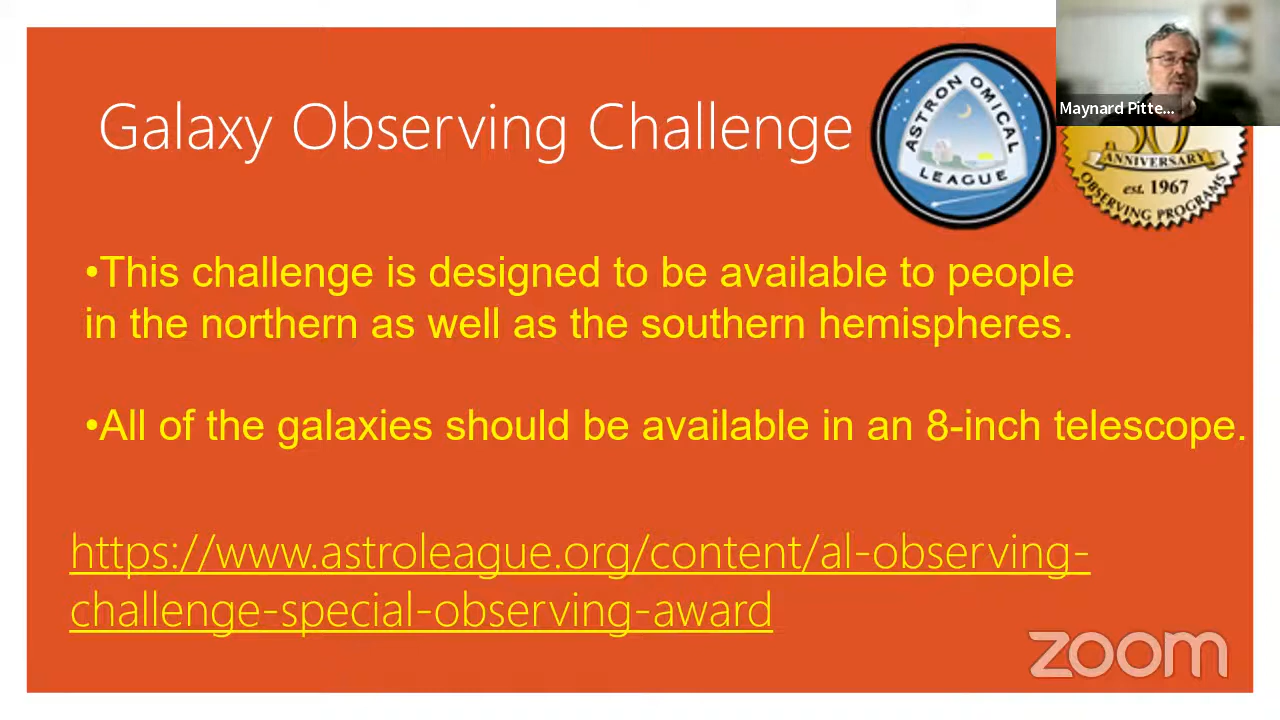 Galaxy Observing Challenge
ASTRONOMICAL
LEAGUE
Maynard Pitte...
ANNIVERSARY
est. 1967
OBSERVING PROGRAMS
•This challenge is designed to be available to people
in the northern as well as the southern hemispheres.
•All of the galaxies should be available in an 8-inch telescope.
https://www.astroleague.org/content/al-observing-
challenge-special-observing-award
zoom